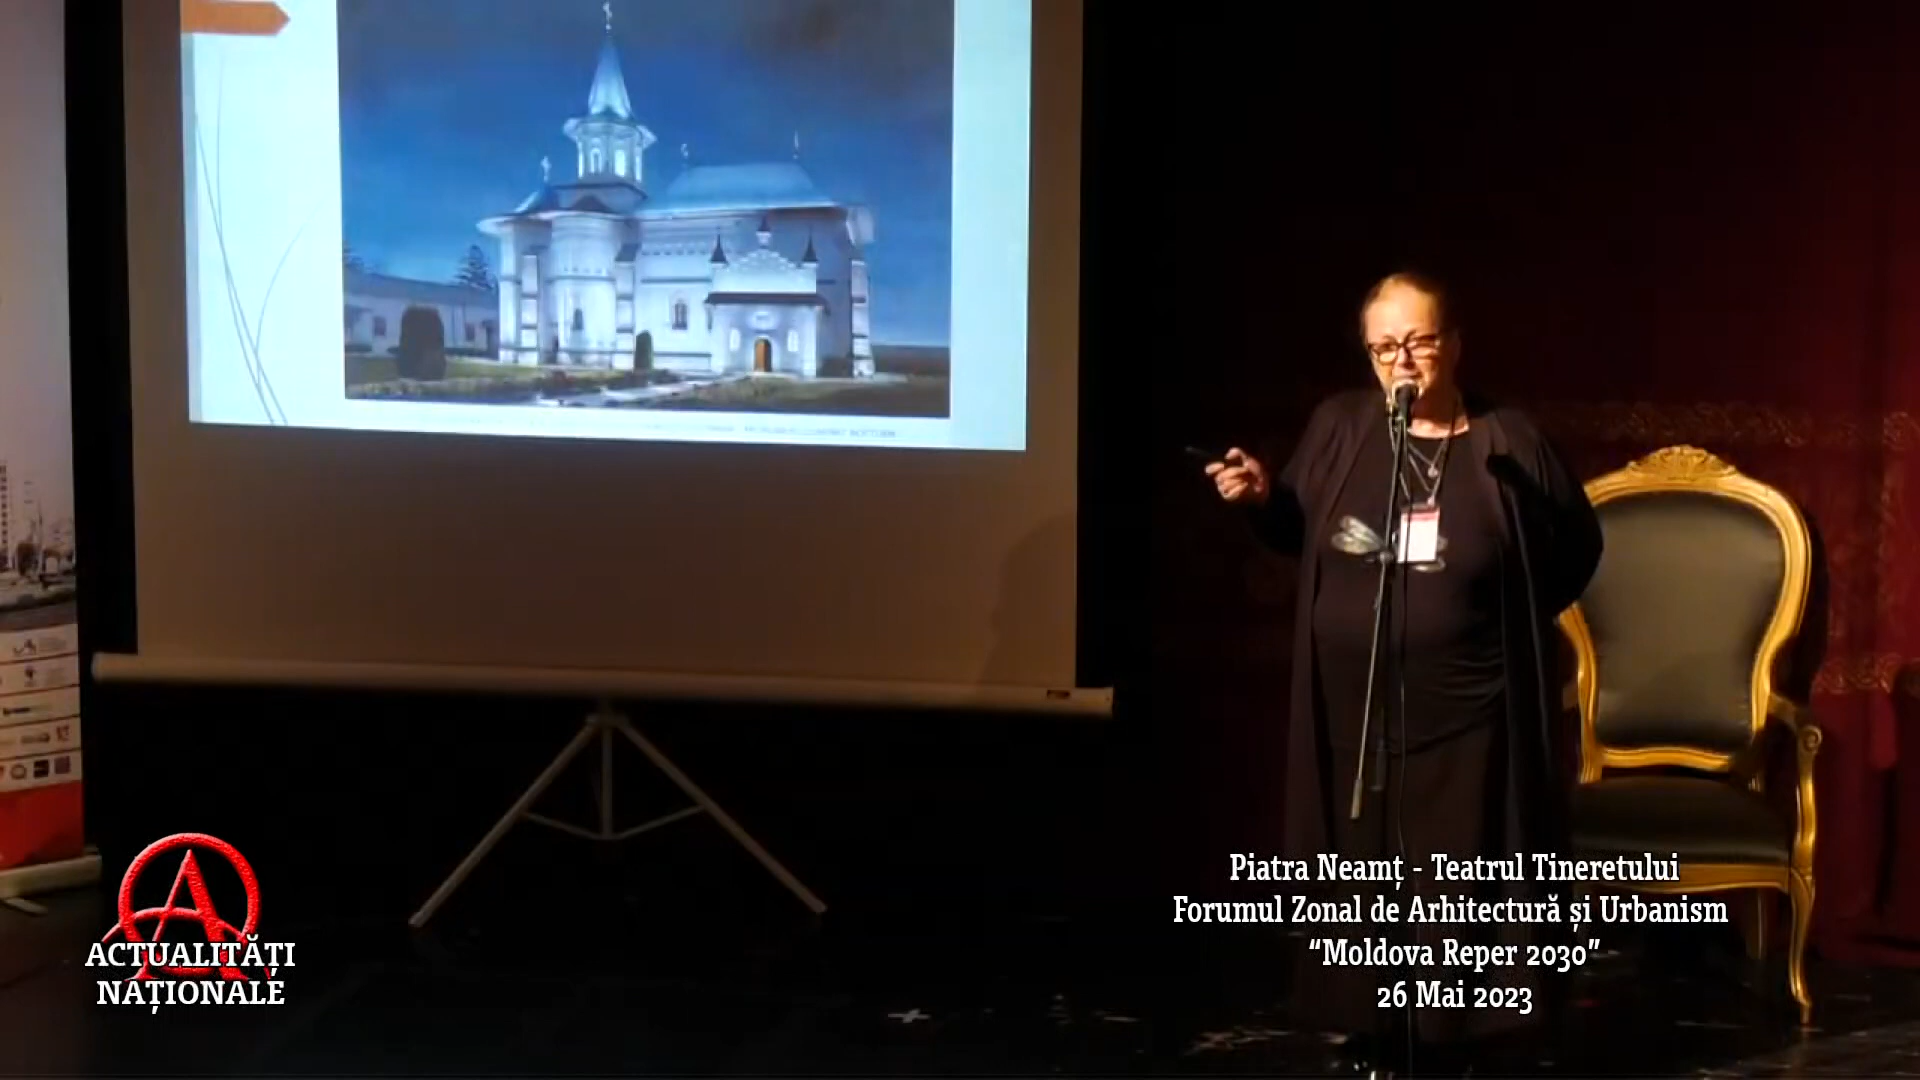 ACTUALITĂȚI
NAȚIONALE
Piatra Neamț - Teatrul Tineretului
Forumul Zonal de Arhitectură și Urbanism
“Moldova Reper 2030”
26 Mai 2023